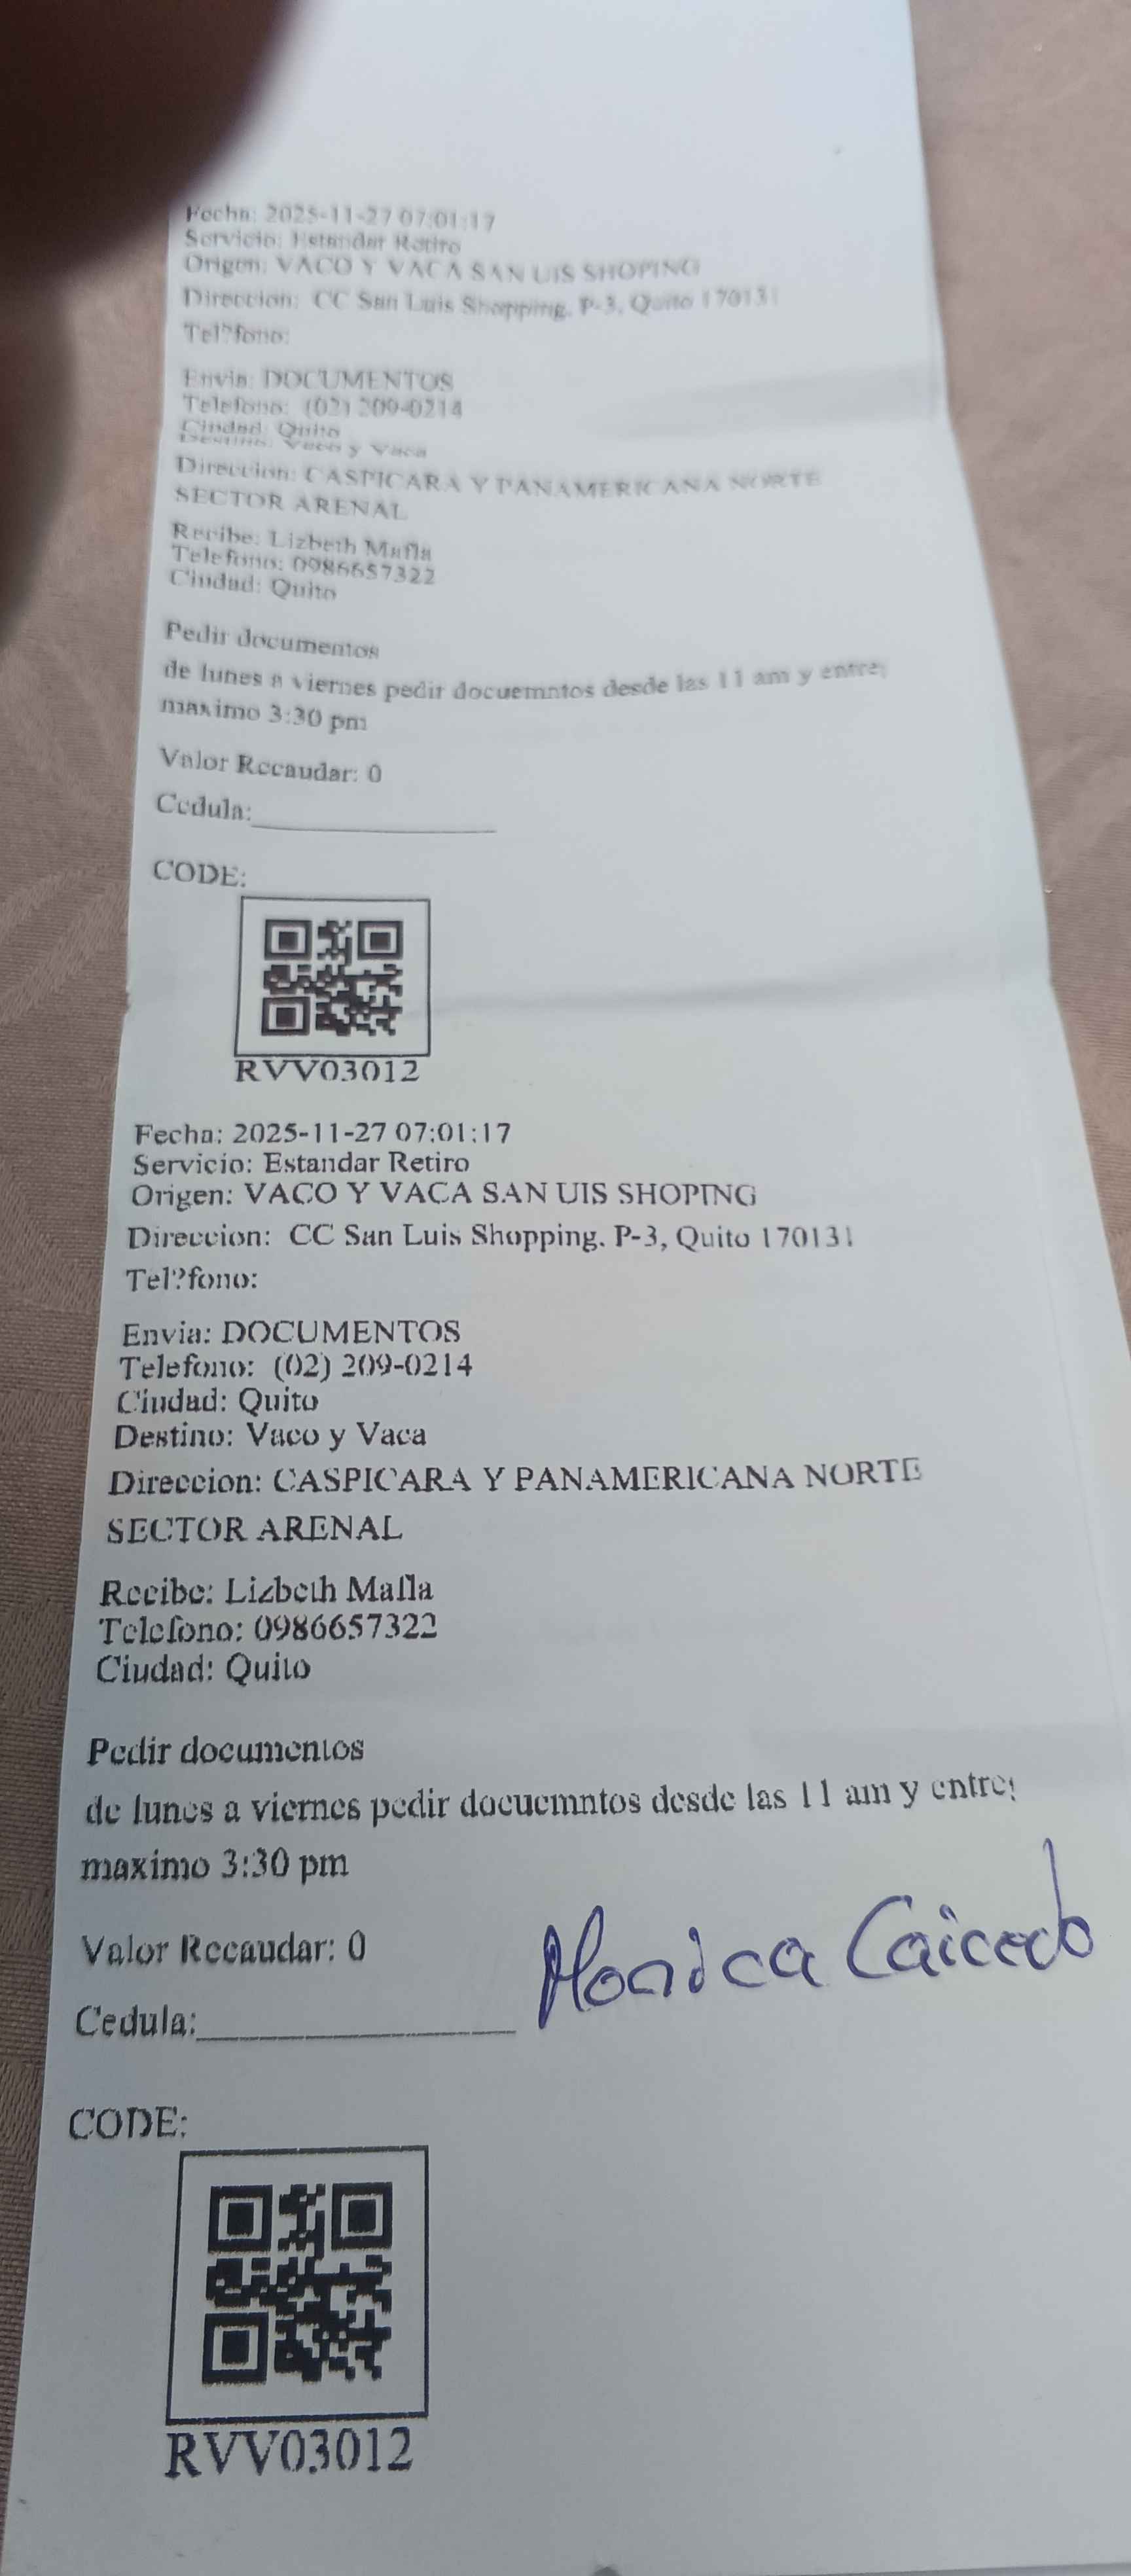 Fecha: 2025-11-27 07:01:17
Servicio: Estandar Retiro
Origen: VACO Y VACA SAN UIS SHOPING
Direccion: CC San Luis Shopping, P-3, Quito 170131
Tel?fono:
Envia: DOCUMENTOS
Telefono: (02) 209-0214
Ciudad: Quito
Destino: Vaco y Vaca
Direccion: CASPICARA Y PANAMERICANA NORTE
SECTOR ARENAL
Recibe: Lizbeth Mafla
Telefono: 0986657322
Ciudad: Quito
Pedir documentos
de lunes a viernes pedir docuemntos desde las 11 am y entre
maximo 3:30 pm
Valor Recaudar: 0
Cedula:
CODE:
RVV03012
Fecha: 2025-11-27 07:01:17
Servicio: Estandar Retiro
Origen: VACO Y VACA SAN UIS SHOPING
Direccion: CC San Luis Shopping. P-3, Quito 170131
Tel?fono:
Envia: DOCUMENTOS
Telefono: (02) 209-0214
Ciudad: Quito
Destino: Vaco y Vaca
Direccion: CASPICARA Y PANAMERICANA NORTE
SECTOR ARENAL
Recibe: Lizbeth Mafla
Telefono: 0986657322
Ciudad: Quito
Pedir documentos
de lunes a viernes pedir docuemntos desde las 11 am y entre
maximo 3:30 pm
Valor Recaudar: 0
Monica Caicedo
Cedula:
CODE:
RVV03012